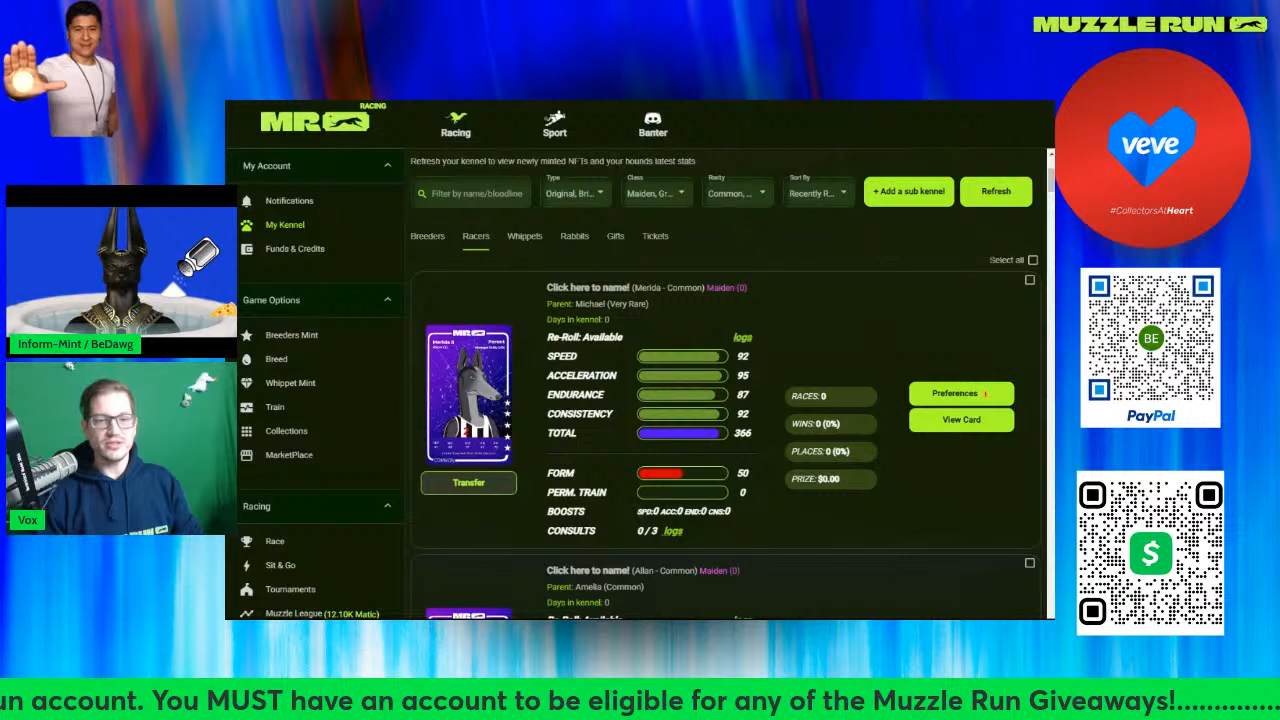 MUZZLE RUN
MR RACING
Racing
Sport
Banter
My Account
Notifications
My Kennel
Funds & Credits
Game Options
Breeders Mint
Breed
Whippet Mint
Train
Collections
MarketPlace
Racing
Race
Sit & Go
Tournaments
Muzzle League (12.10K Matic)
Refresh your kennel to view newly minted NFTs and your hounds latest stats
Filter by name/bloodline
Type
Original, Bri...
Class
Maiden, Gr...
Rarity
Common, ...
Sort By
Recently R...
+ Add a sub kennel
Refresh
Breeders Racers Whippets Rabbits Gifts Tickets
Select all
Click here to name! (Merida - Common) Maiden (0)
Parent: Michael (Very Rare)
Days in kennel: 0
Re-Roll: Available logs
SPEED 92
ACCELERATION 95
ENDURANCE 87
CONSISTENCY 92
TOTAL 366
FORM 50
PERM. TRAIN 0
BOOSTS SPD:0 ACC:0 END:0 CNS:0
CONSULTS 0 / 3 logs
RACES: 0
WINS: 0 (0%)
PLACES: 0 (0%)
PRIZE: $0.00
Preferences
View Card
MR
COMMON
Transfer
Click here to name! (Allan - Common) Maiden (0)
Parent: Amelia (Common)
Days in kennel: 0
Re-Roll: Available
MR
Inform-Mint / BeDawg
Vox
veve
#CollectorsAtHeart
BE
PayPal
$
un account. You MUST have an account to be eligible for any of the Muzzle Run Giveaways!..............